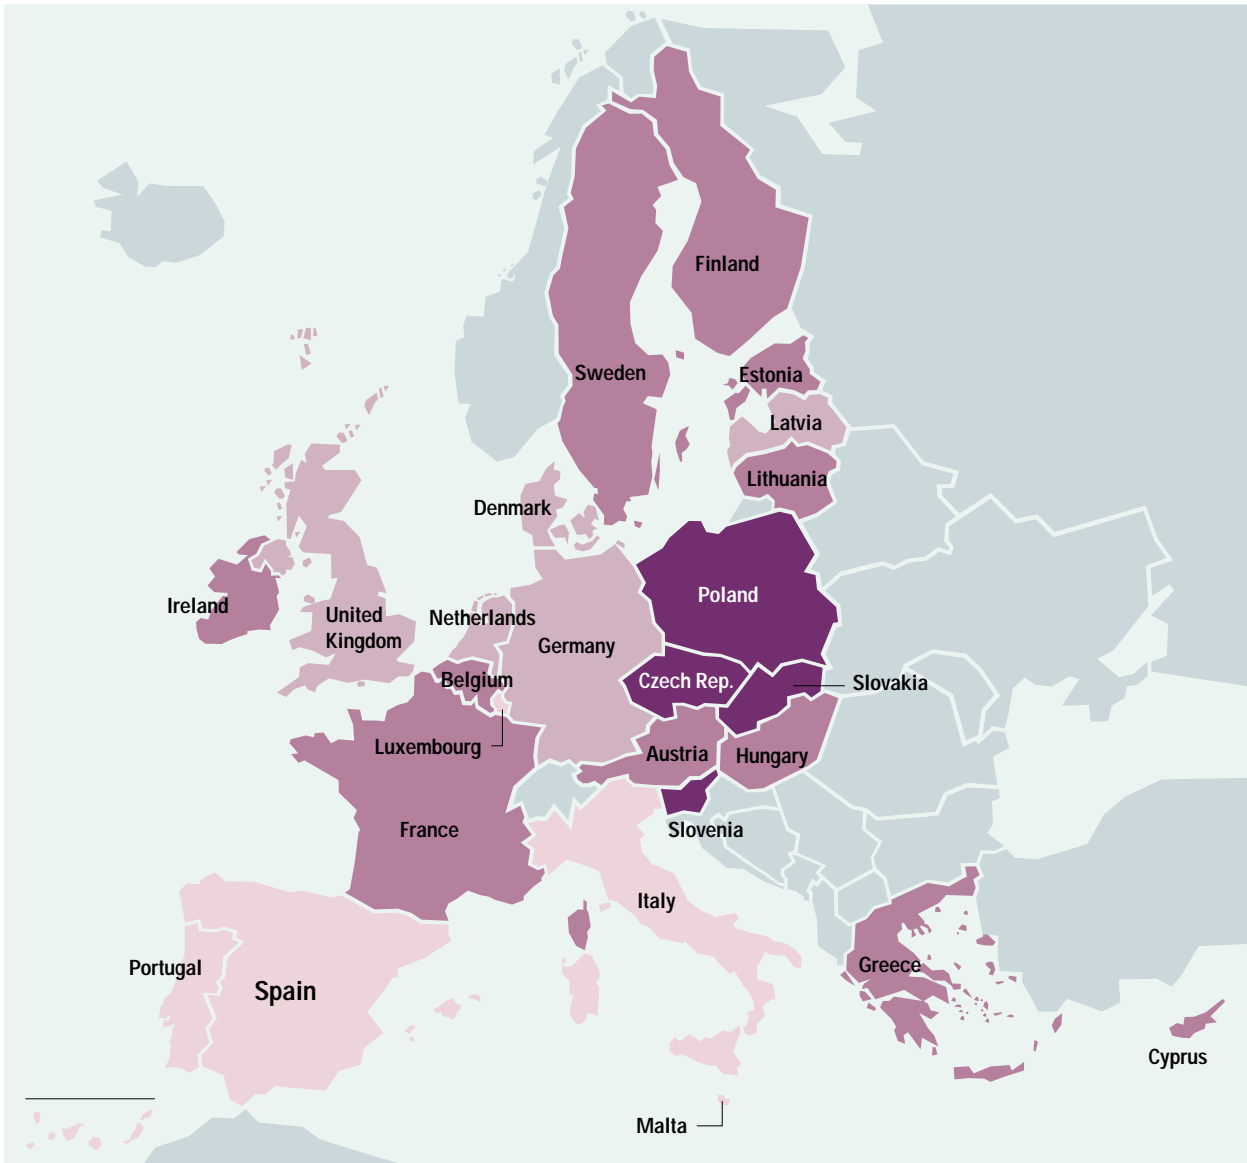 Finland
Sweden
Estonia
Latvia
Lithuania
Denmark
Poland
Ireland
United
Kingdom
Netherlands
Germany
Belgium
Czech Rep.
Slovakia
Luxembourg
Austria
Hungary
France
Slovenia
Italy
Portugal
Spain
Greece
Cyprus
Malta